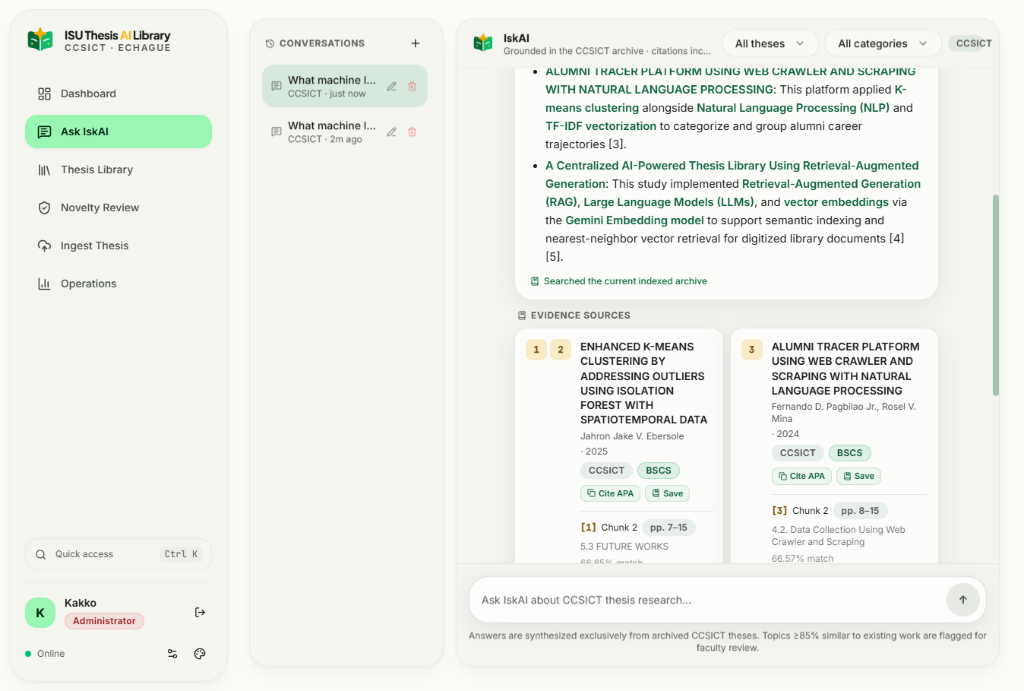 ISU Thesis AI Library
CCSICT · ECHAGUE
Dashboard
Ask IskAI
Thesis Library
Novelty Review
Ingest Thesis
Operations
Quick access
Ctrl K
K
Kakko
Administrator
Online
CONVERSATIONS
+
What machine l...
CCSICT · just now
What machine l...
CCSICT · 2m ago
IskAI
Grounded in the CCSICT archive · citations inc...
All theses
All categories
CCSICT
• ALUMNI TRACER PLATFORM USING WEB CRAWLER AND SCRAPING
WITH NATURAL LANGUAGE PROCESSING: This platform applied K-
means clustering alongside Natural Language Processing (NLP) and
TF-IDF vectorization to categorize and group alumni career
trajectories [3].
• A Centralized AI-Powered Thesis Library Using Retrieval-Augmented
Generation: This study implemented Retrieval-Augmented Generation
(RAG), Large Language Models (LLMs), and vector embeddings via
the Gemini Embedding model to support semantic indexing and
nearest-neighbor vector retrieval for digitized library documents [4]
[5].
Searched the current indexed archive
EVIDENCE SOURCES
1 2
ENHANCED K-MEANS
CLUSTERING BY
ADDRESSING OUTLIERS
USING ISOLATION
FOREST WITH
SPATIOTEMPORAL DATA
Jahron Jake V. Ebersole
· 2025
CCSICT BSCS
Cite APA Save
[1] Chunk 2 pp. 7–15
5.3 FUTURE WORKS
66.85% match
3
ALUMNI TRACER PLATFORM
USING WEB CRAWLER AND
SCRAPING WITH NATURAL
LANGUAGE PROCESSING
Fernando D. Pagbilao Jr., Rosel V.
Mina
· 2024
CCSICT BSCS
Cite APA Save
[3] Chunk 2 pp. 8–15
4.2. Data Collection Using Web
Crawler and Scraping
66.57% match
Ask IskAI about CCSICT thesis research...
Answers are synthesized exclusively from archived CCSICT theses. Topics ≥85% similar to existing work are flagged for
faculty review.